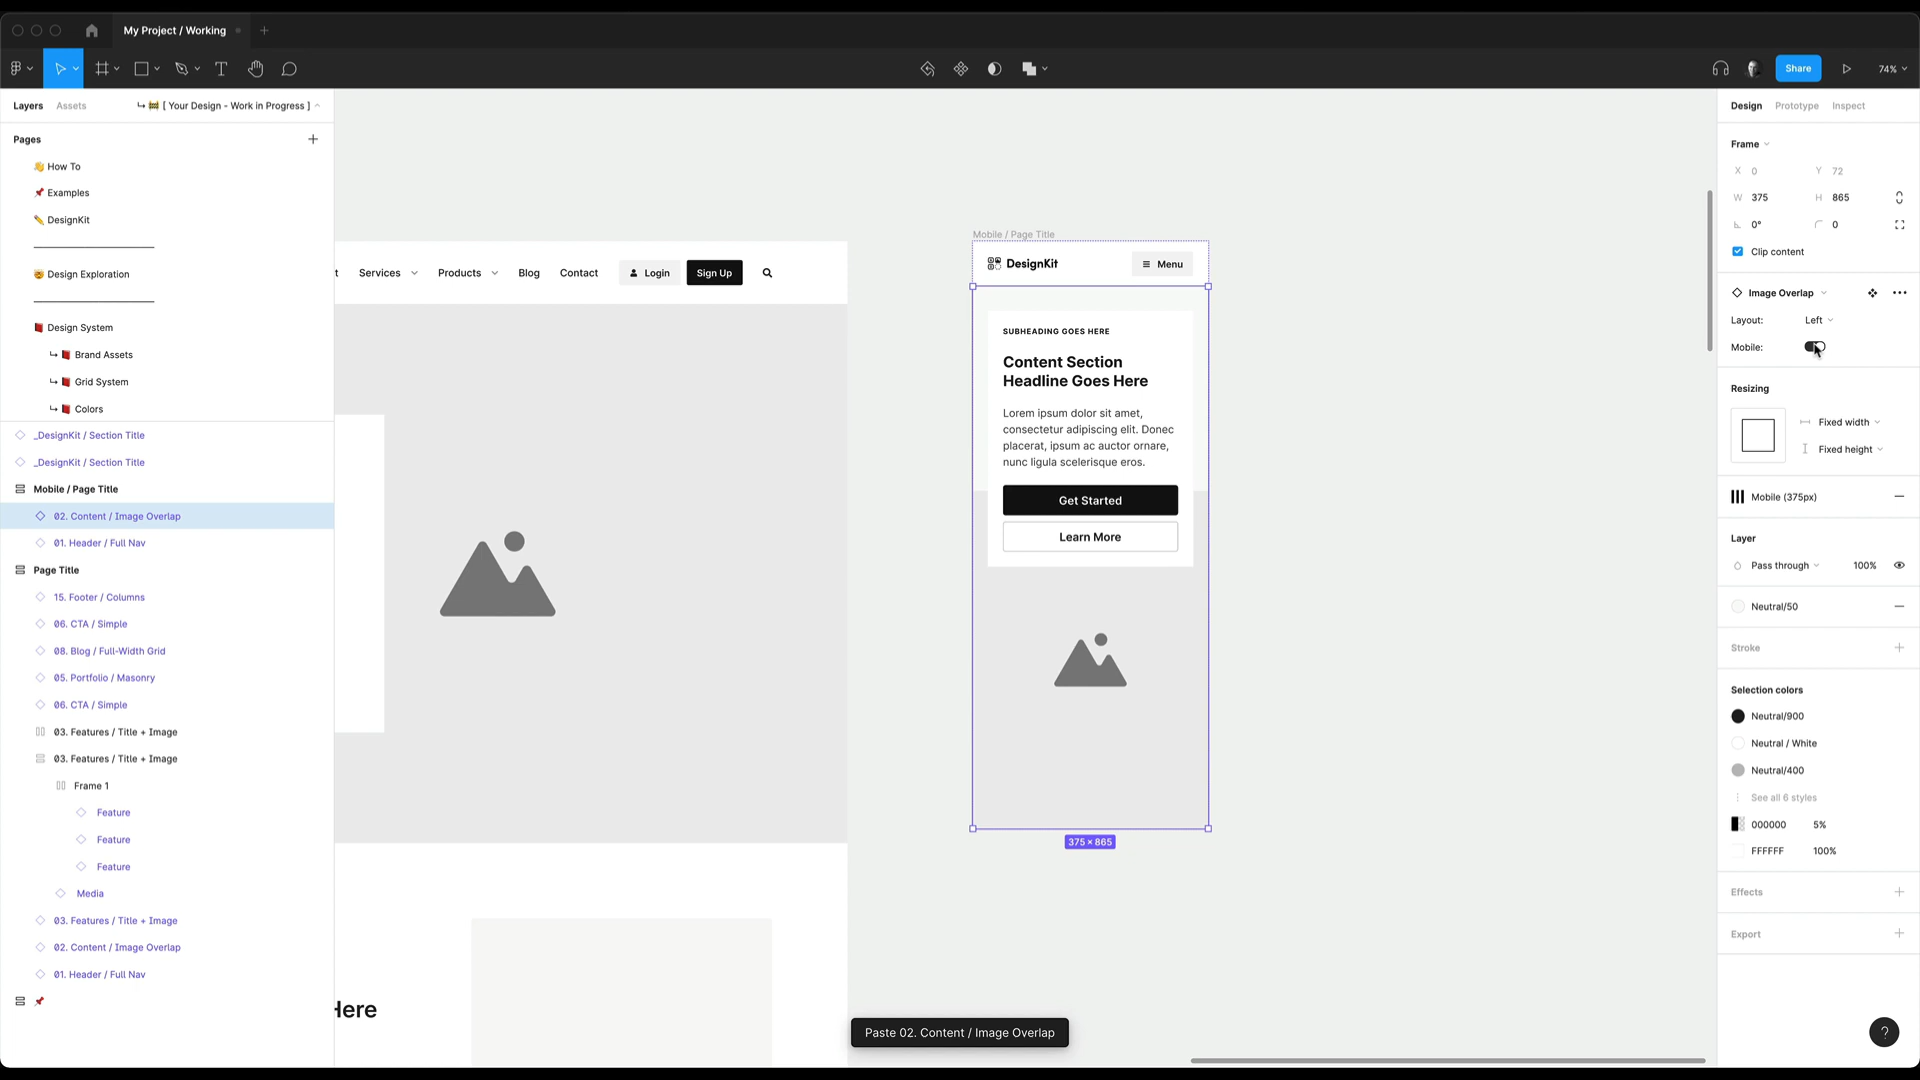 My Project / Working
Share
74%
Layers
Assets
[ Your Design - Work in Progress ]
Pages
How To
Examples
DesignKit
Design Exploration
Design System
Brand Assets
Grid System
Colors
_DesignKit / Section Title
_DesignKit / Section Title
Mobile / Page Title
02. Content / Image Overlap
01. Header / Full Nav
Page Title
15. Footer / Columns
06. CTA / Simple
08. Blog / Full-Width Grid
05. Portfolio / Masonry
06. CTA / Simple
03. Features / Title + Image
03. Features / Title + Image
Frame 1
Feature
Feature
Feature
Media
03. Features / Title + Image
02. Content / Image Overlap
01. Header / Full Nav
t Services Products Blog Contact Login Sign Up
Here
Mobile / Page Title
DesignKit
Menu
SUBHEADING GOES HERE
Content Section
Headline Goes Here
Lorem ipsum dolor sit amet,
consectetur adipiscing elit. Donec
placerat, ipsum ac auctor ornare,
nunc ligula scelerisque eros.
Get Started
Learn More
375 × 865
Paste 02. Content / Image Overlap
Design
Prototype
Inspect
Frame
X 0 Y 72
W 375 H 865
0° 0
Clip content
Image Overlap
Layout: Left
Mobile:
Resizing
Fixed width
Fixed height
Mobile (375px)
Layer
Pass through 100%
Neutral/50
Stroke
Selection colors
Neutral/900
Neutral / White
Neutral/400
See all 6 styles
000000 5%
FFFFFF 100%
Effects
Export
?